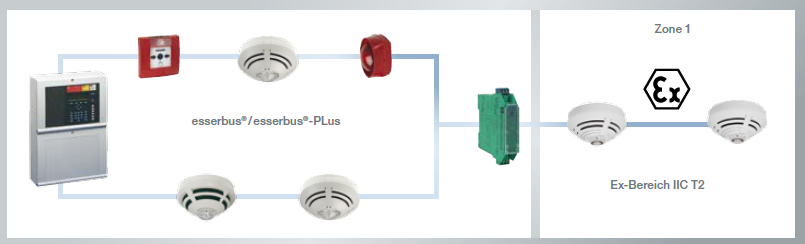 Zone 1
esserbus®/esserbus®-PLus
Ex-Bereich IIC T2